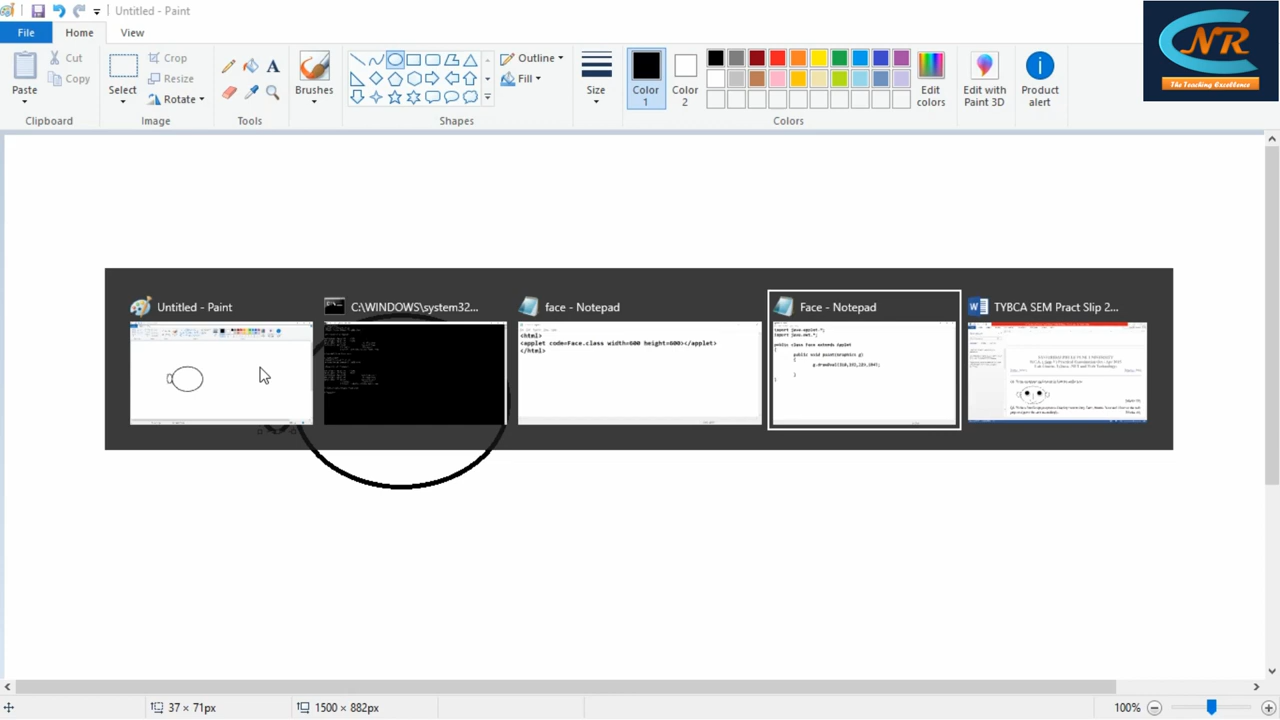 Untitled - Paint
File
Home
View
Paste
Cut
Copy
Clipboard
Select
Crop
Resize
Rotate
Image
A
Tools
Brushes
Shapes
Outline
Fill
Size
Color 1
Color 2
Colors
Edit colors
Edit with Paint 3D
Product alert
NR
The Teaching Excellence
Untitled - Paint
C:\WINDOWS\system32...
face - Notepad
Face - Notepad
TYBCA SEM Pract Slip 2...
<html>
<applet code=Face.class width=600 height=600></applet>
</html>
import java.applet.*;
import java.awt.*;
public class Face extends Applet
{
public void paint(Graphics g)
{
}
}
37 × 71px
1500 × 882px
100%